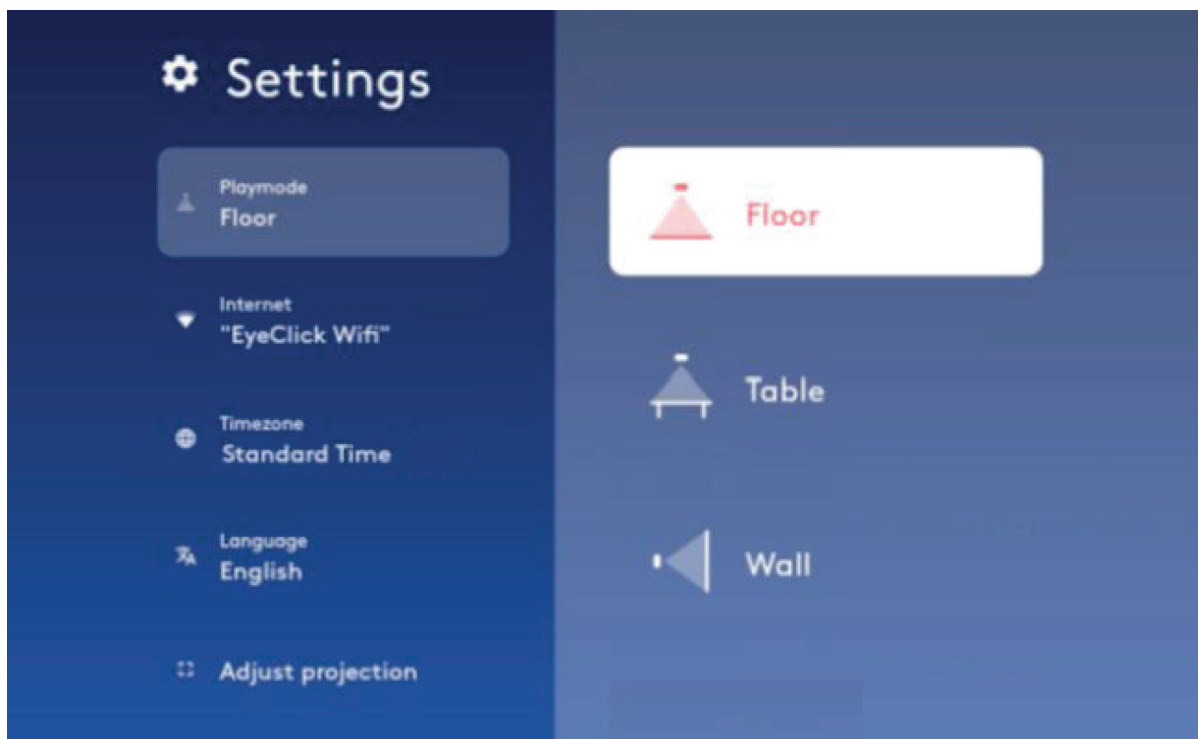 Settings
Playmode
Floor
Internet
"EyeClick Wifi"
Timezone
Standard Time
Language
English
Adjust projection
Floor
Table
Wall